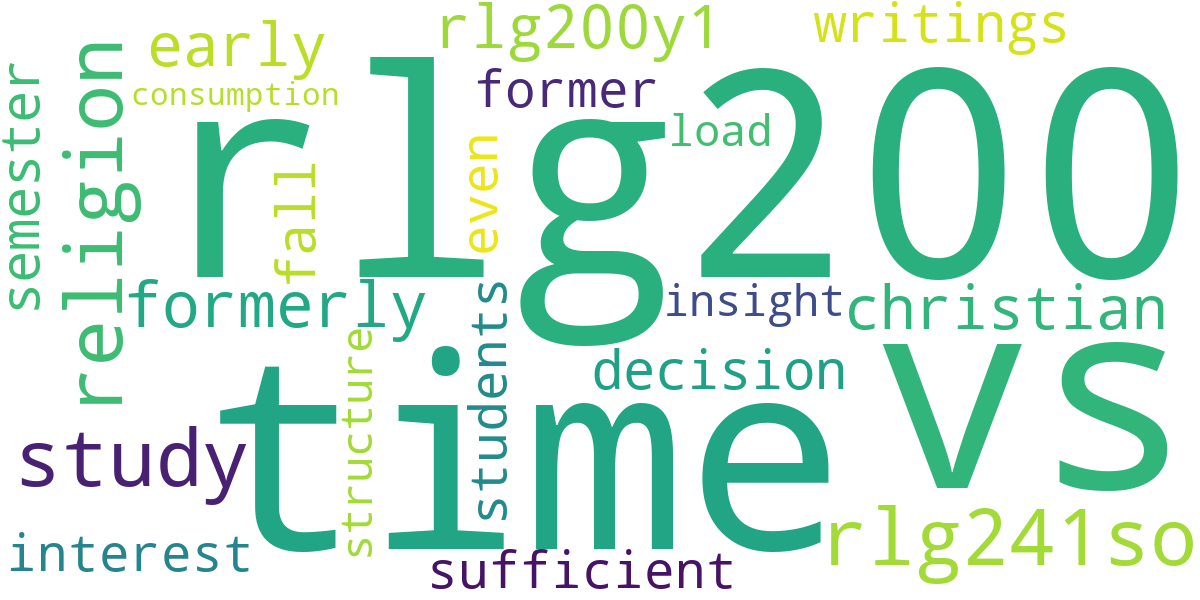 rlg200y1
writings
early
consumption
former
load
rlg200
semester
religion
fall
even
formerly
students
insight
christian
structure
decision
time
vs
study
interest
sufficient
rlg241so